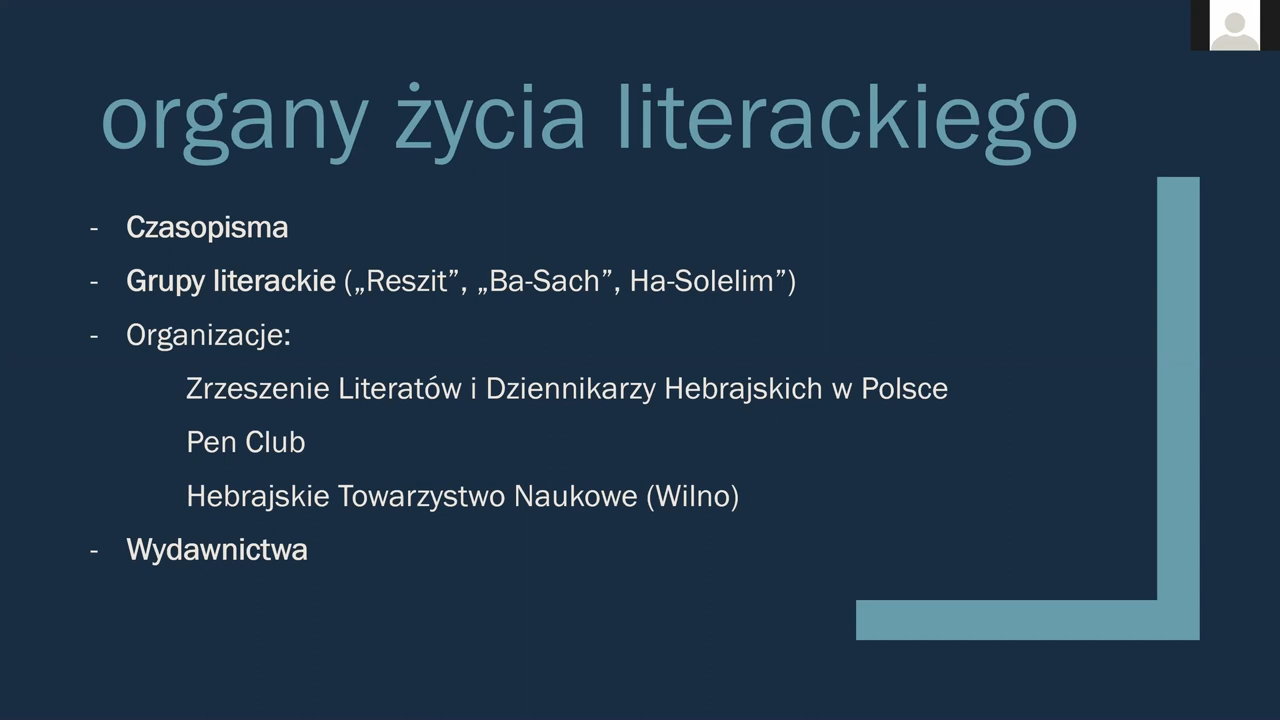 organy życia literackiego
- Czasopisma
- Grupy literackie („Reszit”, „Ba-Sach”, Ha-Solelim”)
- Organizacje:
Zrzeszenie Literatów i Dziennikarzy Hebrajskich w Polsce
Pen Club
Hebrajskie Towarzystwo Naukowe (Wilno)
- Wydawnictwa